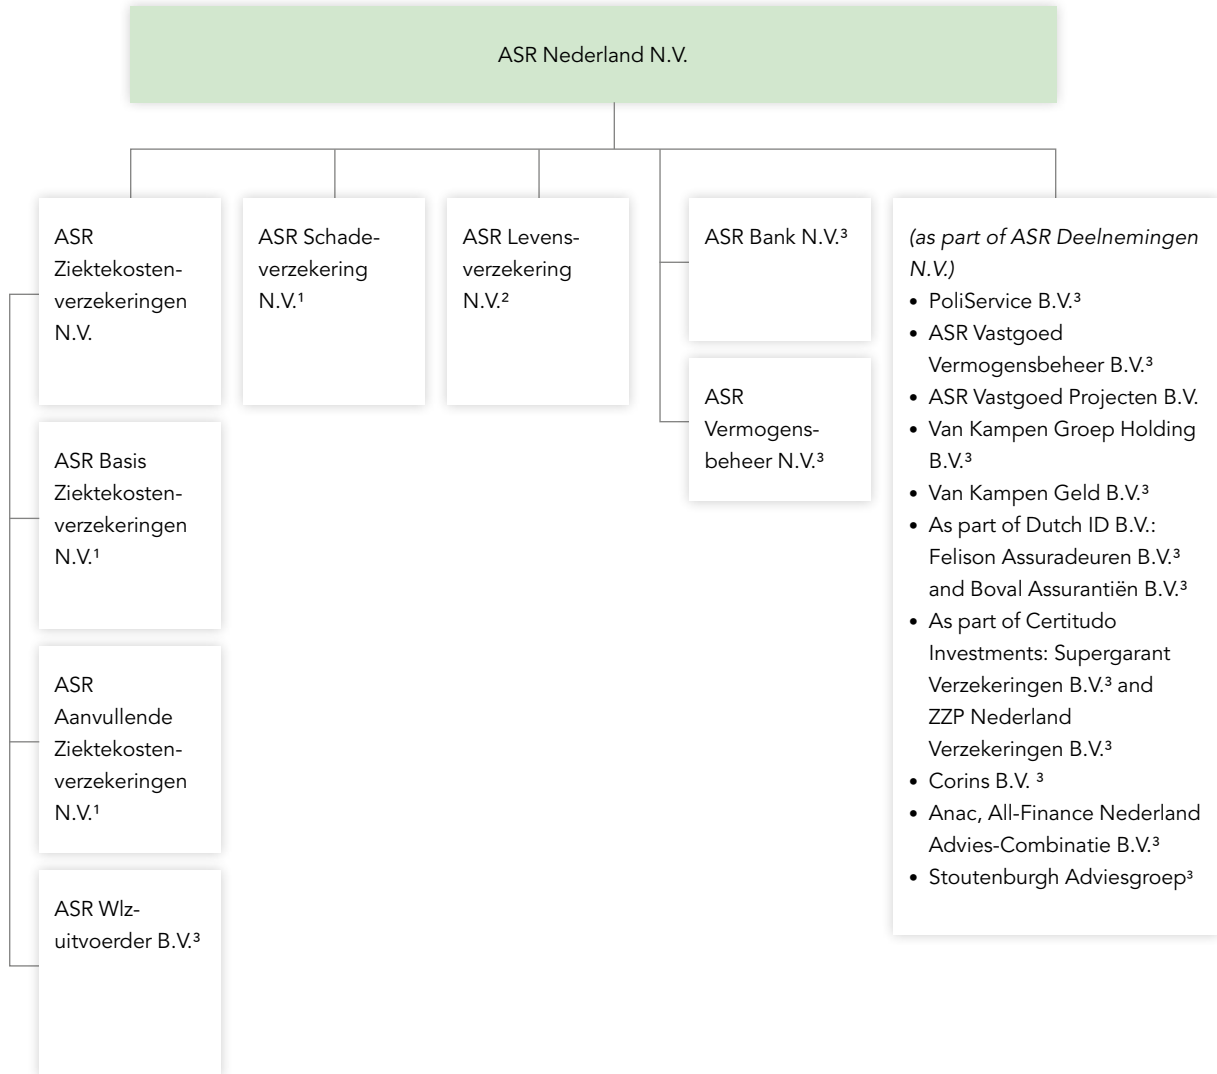 ASR Nederland N.V.
ASR
Ziektekosten-
verzekeringen
N.V.
ASR Schade-
verzekering
N.V.¹
ASR Levens-
verzekering
N.V.²
ASR Bank N.V.³
ASR
Vermogens-
beheer N.V.³
(as part of ASR Deelnemingen
N.V.)
• PoliService B.V.³
• ASR Vastgoed
Vermogensbeheer B.V.³
• ASR Vastgoed Projecten B.V.
• Van Kampen Groep Holding
B.V.³
• Van Kampen Geld B.V.³
• As part of Dutch ID B.V.:
Felison Assuradeuren B.V.³
and Boval Assurantiën B.V.³
• As part of Certitudo
Investments: Supergarant
Verzekeringen B.V.³ and
ZZP Nederland
Verzekeringen B.V.³
• Corins B.V. ³
• Anac, All-Finance Nederland
Advies-Combinatie B.V.³
• Stoutenburgh Adviesgroep³
ASR Basis
Ziektekosten-
verzekeringen
N.V.¹
ASR
Aanvullende
Ziektekosten-
verzekeringen
N.V.¹
ASR Wlz-
uitvoerder B.V.³